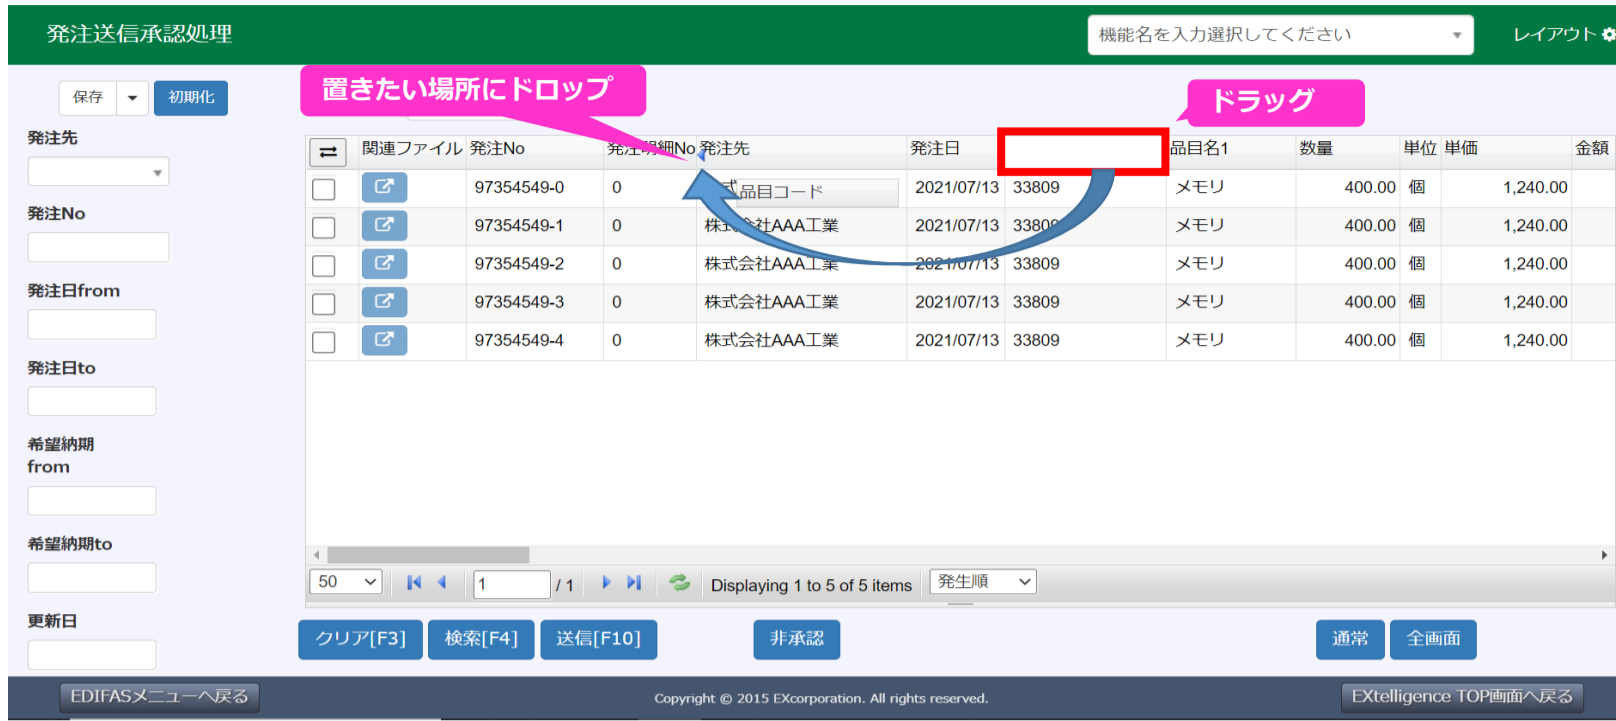 発注送信承認処理
機能名を入力選択してください
レイアウト
保存
初期化
置きたい場所にドロップ
ドラッグ
発注先
発注No
発注日from
発注日to
希望納期
from
希望納期to
更新日
関連ファイル 発注No 発注明細No 発注先 発注日 品目名1 数量 単位 単価 金額
品目コード
97354549-0 0 2021/07/13 33809 メモリ 400.00 個 1,240.00
97354549-1 0 株式会社AAA工業 2021/07/13 33809 メモリ 400.00 個 1,240.00
97354549-2 0 株式会社AAA工業 2021/07/13 33809 メモリ 400.00 個 1,240.00
97354549-3 0 株式会社AAA工業 2021/07/13 33809 メモリ 400.00 個 1,240.00
97354549-4 0 株式会社AAA工業 2021/07/13 33809 メモリ 400.00 個 1,240.00
50 1 / 1 Displaying 1 to 5 of 5 items 発生順
クリア[F3] 検索[F4] 送信[F10] 非承認 通常 全画面
EDIFASメニューへ戻る
Copyright © 2015 EXcorporation. All rights reserved.
EXtelligence TOP画面へ戻る